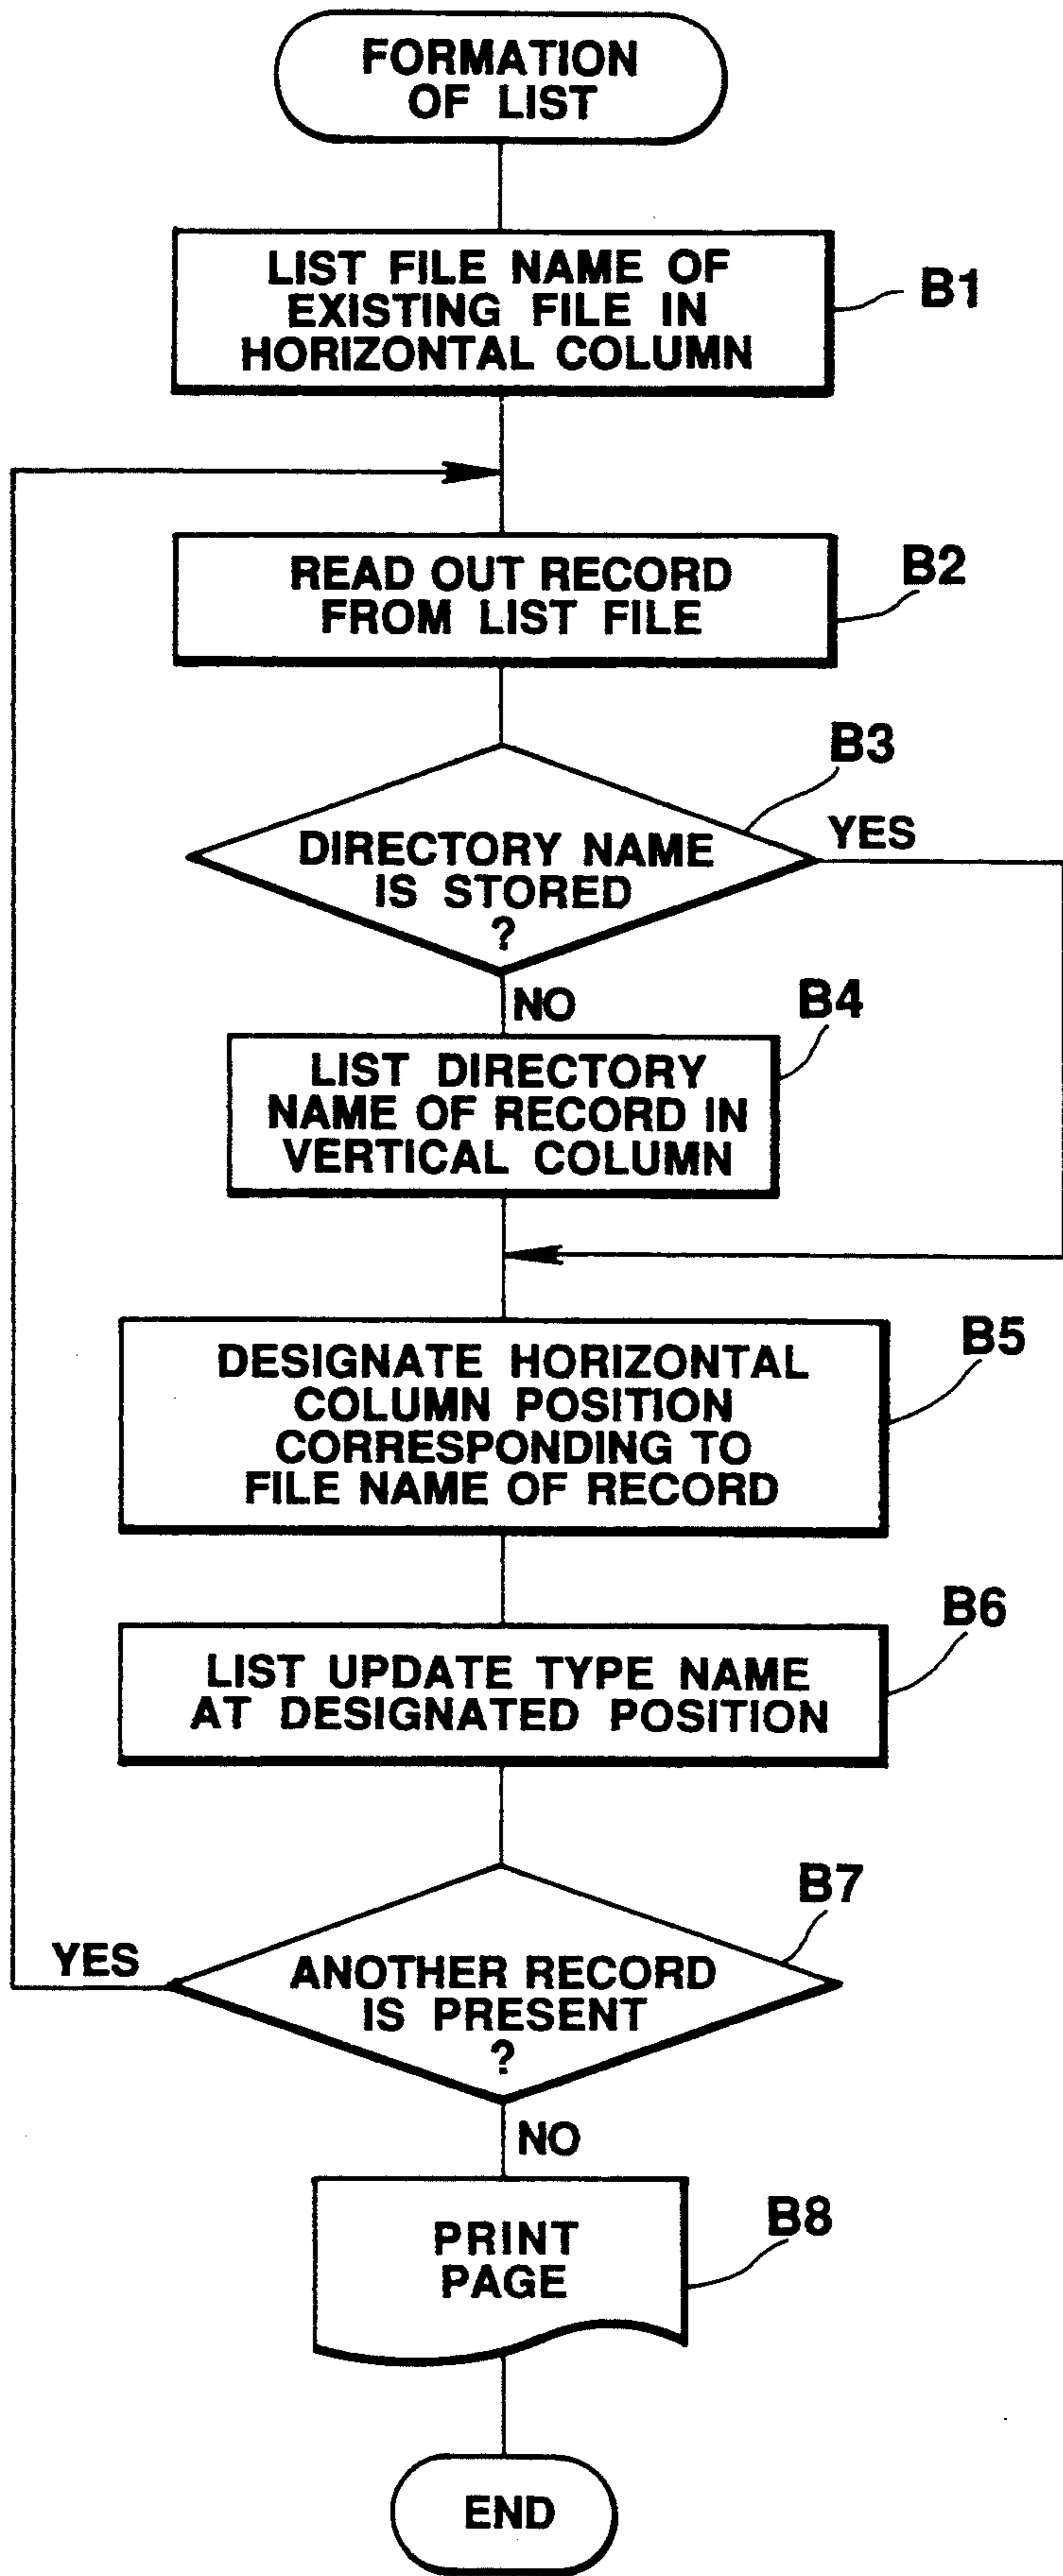 FORMATION
OF LIST
LIST FILE NAME OF
EXISTING FILE IN
HORIZONTAL COLUMN
B1
READ OUT RECORD
FROM LIST FILE
B2
B3
DIRECTORY NAME
IS STORED
?
YES
NO
B4
LIST DIRECTORY
NAME OF RECORD IN
VERTICAL COLUMN
DESIGNATE HORIZONTAL
COLUMN POSITION
CORRESPONDING TO
FILE NAME OF RECORD
B5
B6
LIST UPDATE TYPE NAME
AT DESIGNATED POSITION
B7
YES
ANOTHER RECORD
IS PRESENT
?
NO
PRINT
PAGE
B8
END